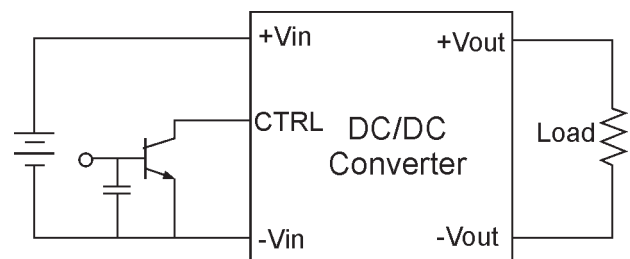 +Vin
+Vout
CTRL
DC/DC
Converter
Load
-Vin
-Vout